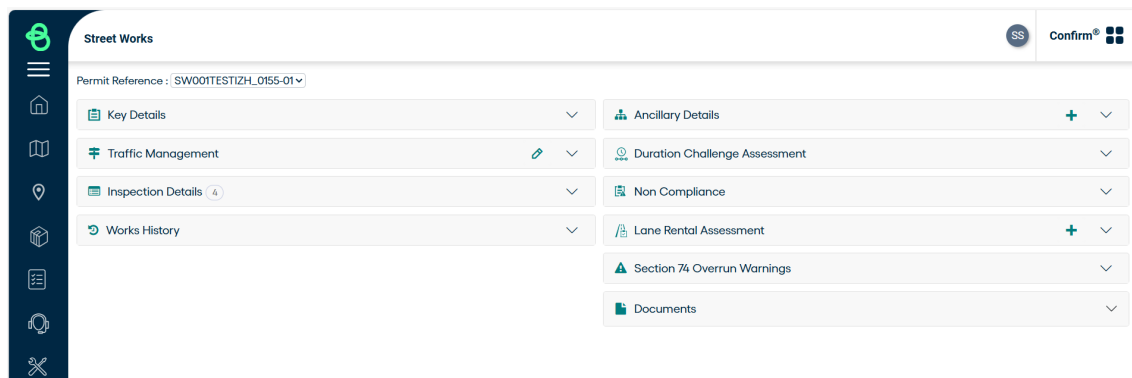 Street Works
SS
Confirm®
Permit Reference : SW001TESTIZH_0155-01
Key Details
Traffic Management
Inspection Details 4
Works History
Ancillary Details
Duration Challenge Assessment
Non Compliance
Lane Rental Assessment
Section 74 Overrun Warnings
Documents